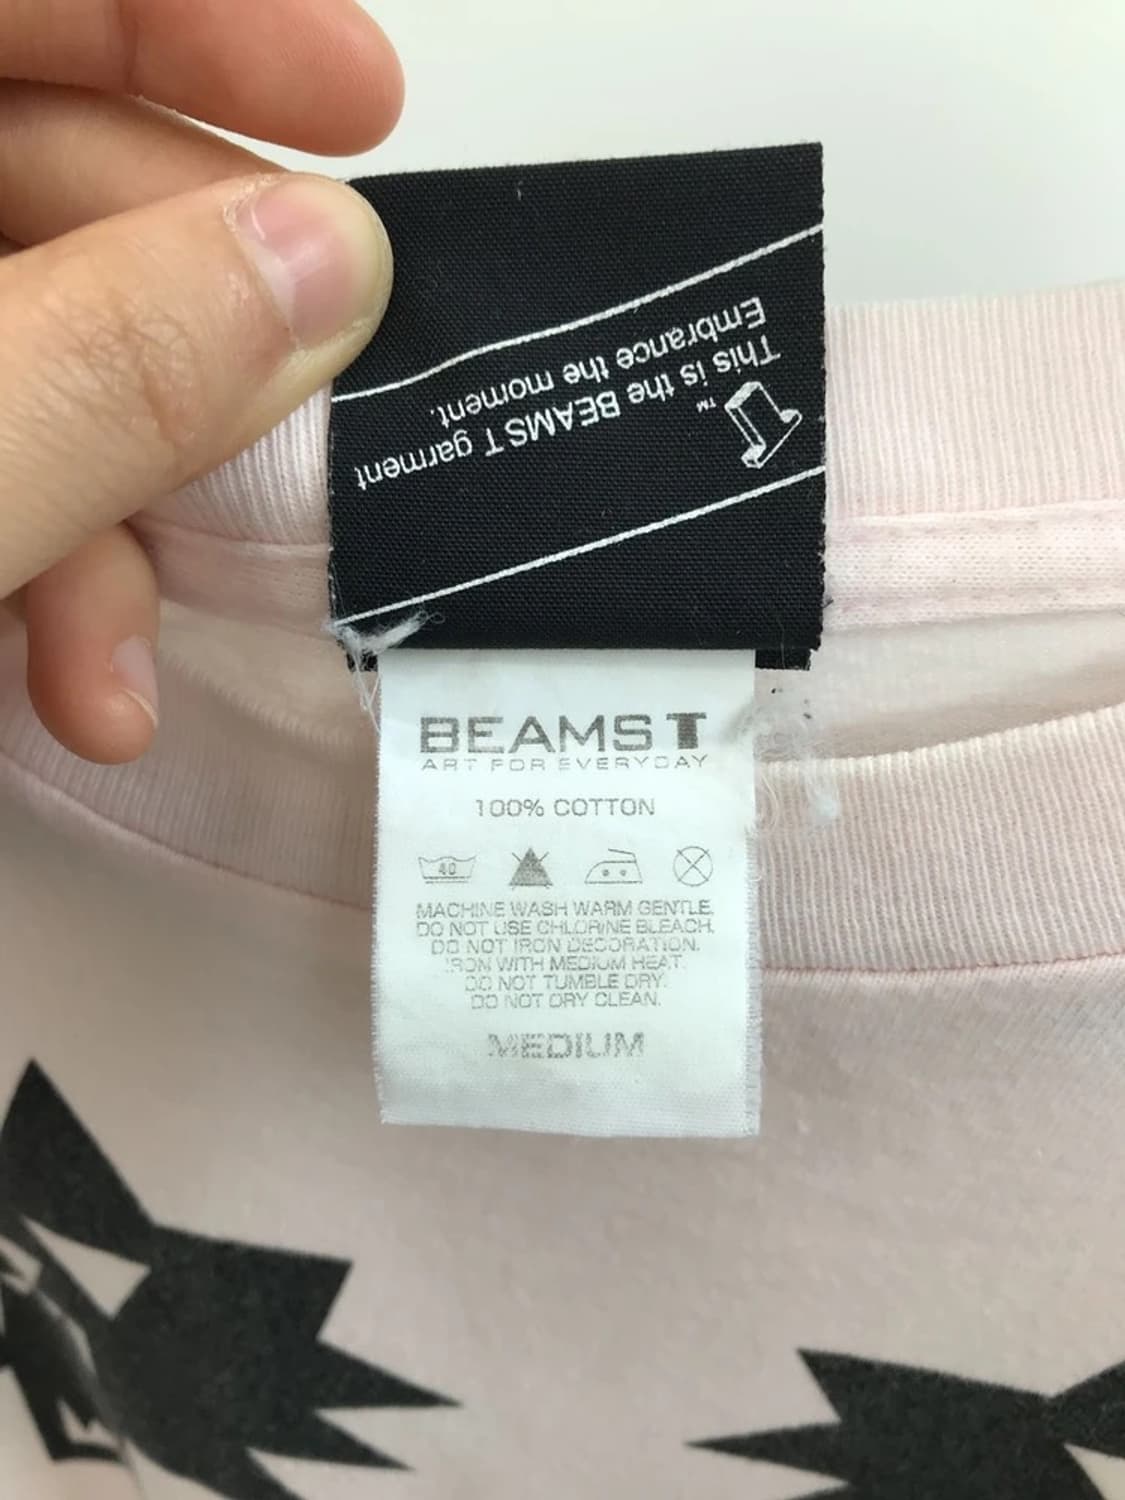 This is the BEAMS T garment
Embrance the moment.
TM
BEAMS T
ART FOR EVERYDAY
100% COTTON
40
MACHINE WASH WARM GENTLE.
DO NOT USE CHLORINE BLEACH.
DO NOT IRON DECORATION.
IRON WITH MEDIUM HEAT.
DO NOT TUMBLE DRY.
DO NOT DRY CLEAN.
MEDIUM